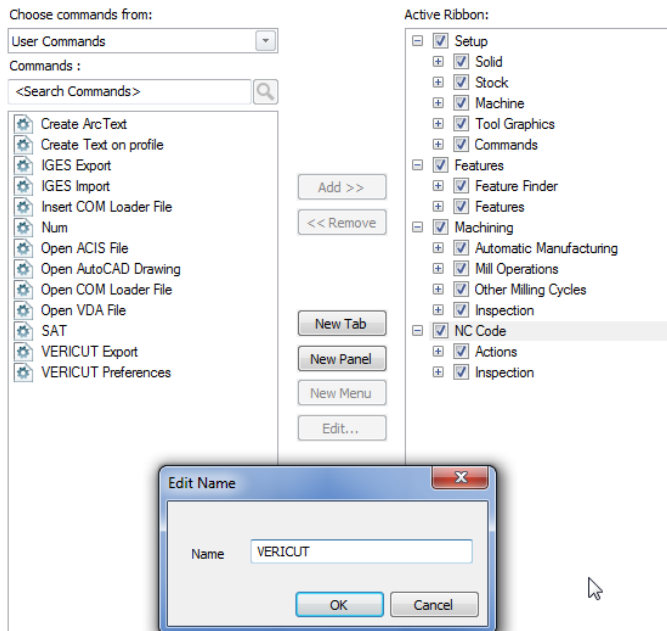 Choose commands from:
User Commands
Commands :
<Search Commands>
Create ArcText
Create Text on profile
IGES Export
IGES Import
Insert COM Loader File
Num
Open ACIS File
Open AutoCAD Drawing
Open COM Loader File
Open VDA File
SAT
VERICUT Export
VERICUT Preferences
Add >>
<< Remove
New Tab
New Panel
New Menu
Edit...
Active Ribbon:
Setup
Solid
Stock
Machine
Tool Graphics
Commands
Features
Feature Finder
Features
Machining
Automatic Manufacturing
Mill Operations
Other Milling Cycles
Inspection
NC Code
Actions
Inspection
Edit Name
Name VERICUT
OK Cancel